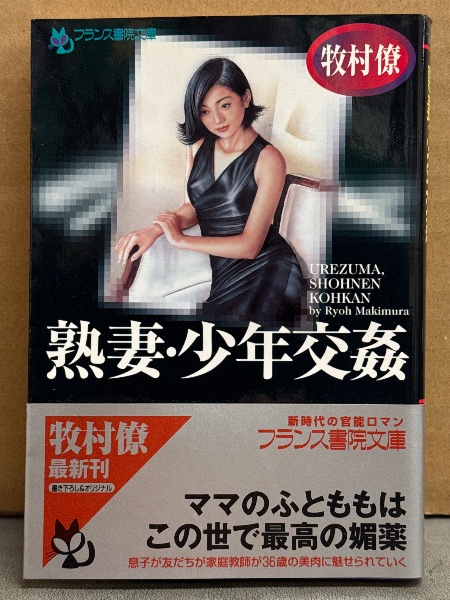 フランス書院文庫
牧村僚
UREZUMA,
SHOHNEN
KOHKAN
by Ryoh Makimura
熟妻・少年交姦
牧村僚
最新刊
書き下ろし&オリジナル
新時代の官能ロマン
フランス書院文庫
ママのふとももは
この世で最高の媚薬
息子が友だちが家庭教師が36歳の美肉に魅せられていく